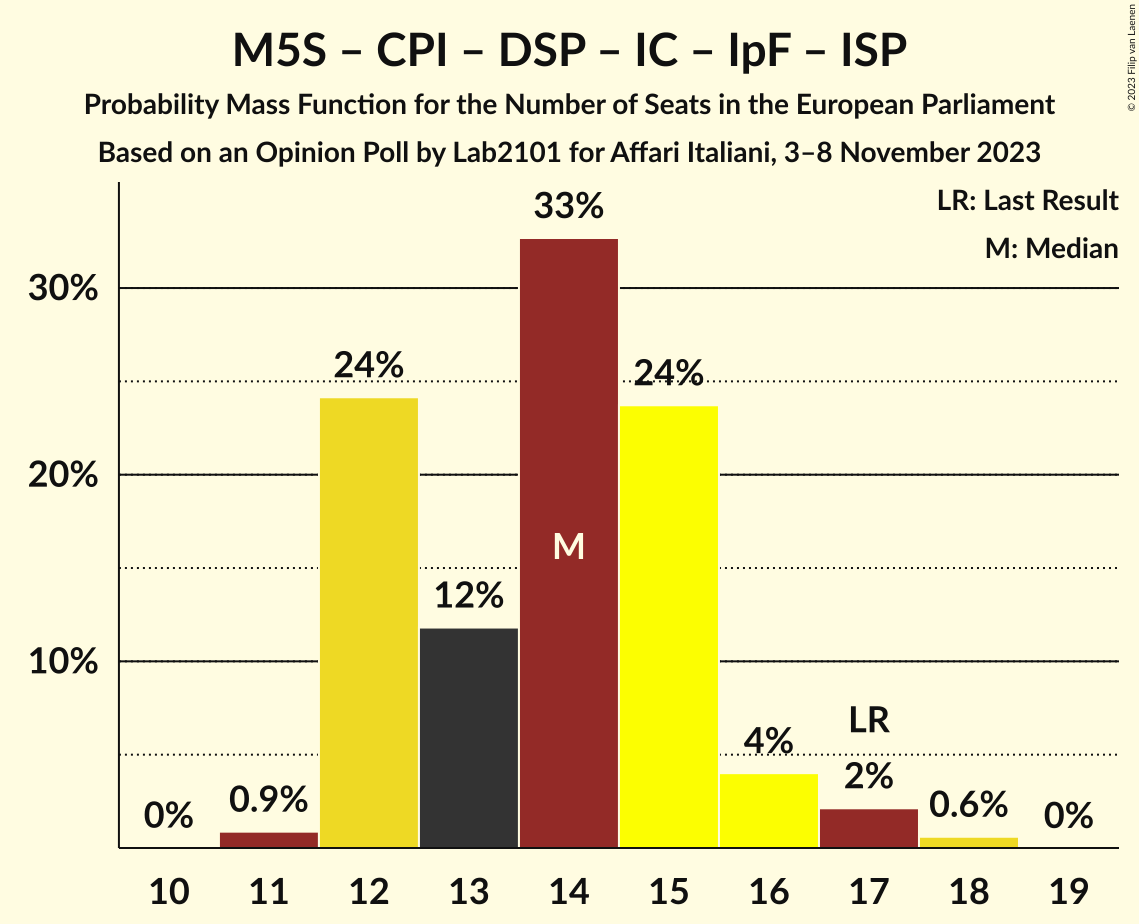 M5S – CPI – DSP – IC – IpF – ISP
Probability Mass Function for the Number of Seats in the European Parliament
Based on an Opinion Poll by Lab2101 for Affari Italiani, 3–8 November 2023
© 2023 Filip van Laenen
LR: Last Result
M: Median
33%
30%
24%
24%
20%
M
12%
10%
LR
4%
2%
0.9%
0.6%
0%
0%
10 11 12 13 14 15 16 17 18 19